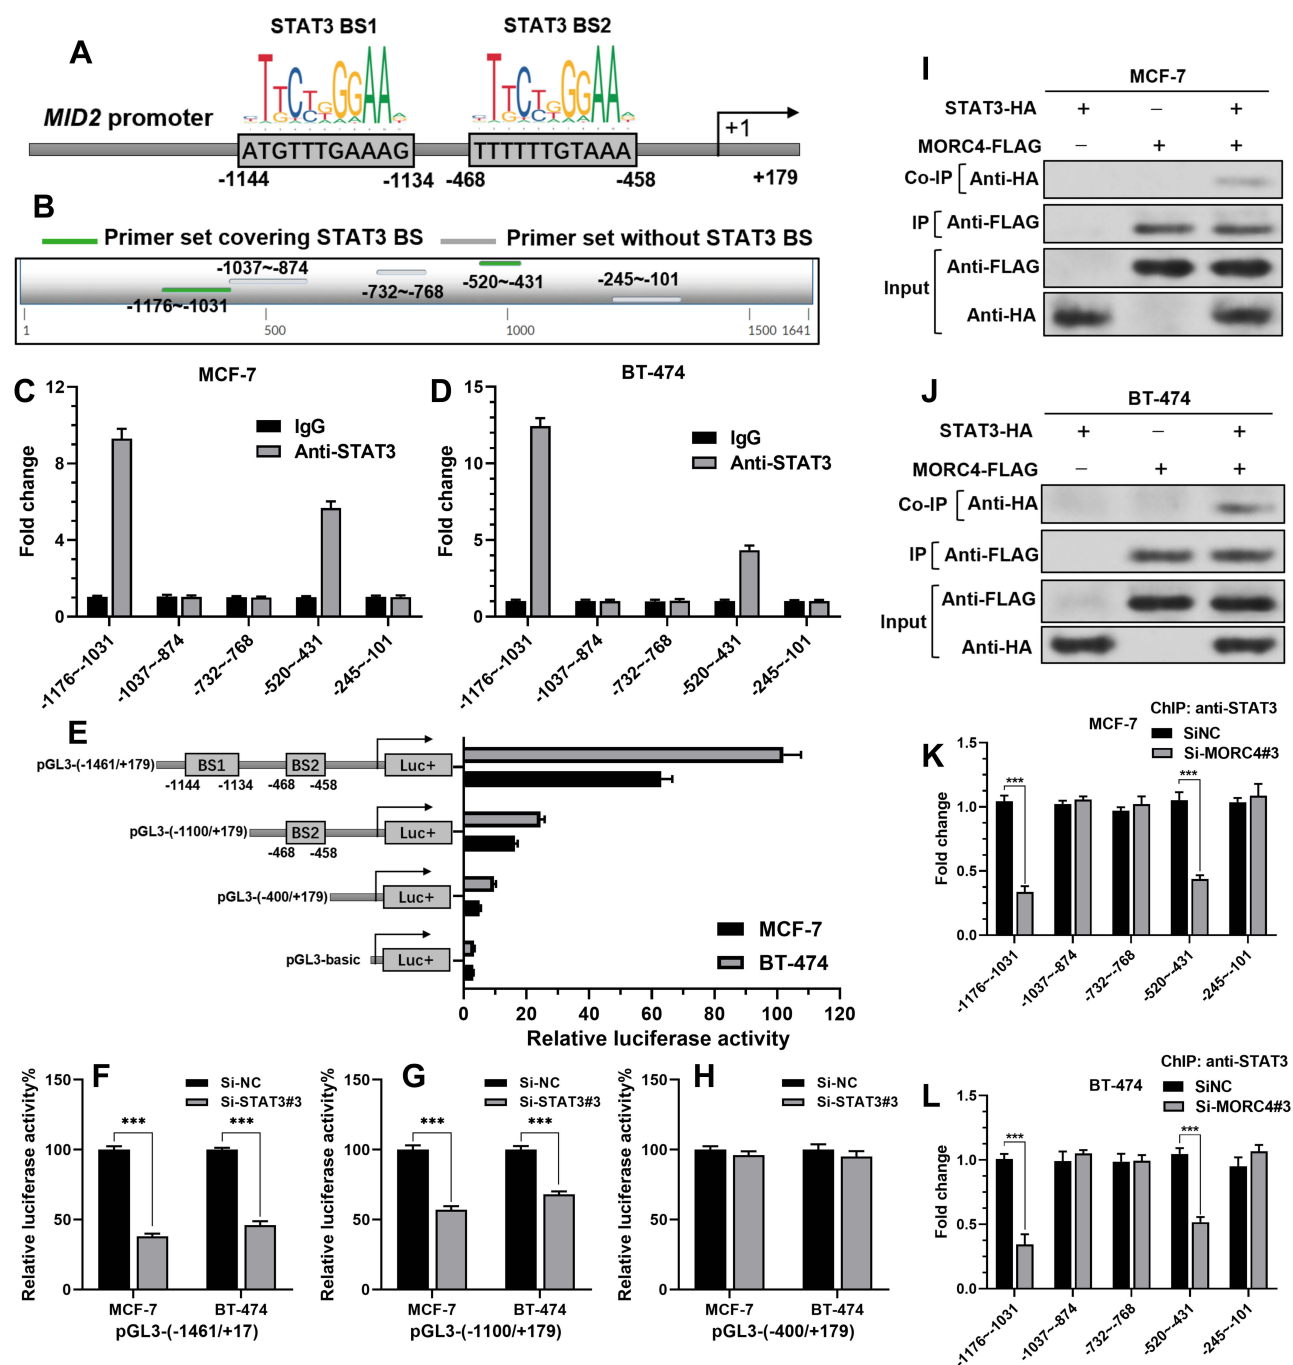 A
STAT3 BS1
STAT3 BS2
MID2 promoter
+1
ATGTTTGAAAG
TTTTTTGTAAA
-1144
-1134
-468
-458
+179
B
Primer set covering STAT3 BS
Primer set without STAT3 BS
-1037~-874
-1176~-1031
-732~-768
-520~-431
-245~-101
1
500
1000
1500
1641
C
MCF-7
Fold change
12
8
4
0
IgG
Anti-STAT3
-1176~-1031
-1037~-874
-732~-768
-520~-431
-245~-101
D
BT-474
Fold change
15
10
5
0
IgG
Anti-STAT3
-1176~-1031
-1037~-874
-732~-768
-520~-431
-245~-101
E
pGL3-(-1461/+179)
BS1
BS2
Luc+
-1144
-1134
-468
-458
pGL3-(-1100/+179)
BS2
Luc+
-468
-458
pGL3-(-400/+179)
Luc+
pGL3-basic
Luc+
MCF-7
BT-474
0
20
40
60
80
100
120
Relative luciferase activity
F
Relative luciferase activity%
150
100
50
0
Si-NC
Si-STAT3#3
***
***
MCF-7
BT-474
pGL3-(-1461/+17)
G
Relative luciferase activity%
150
100
50
0
Si-NC
Si-STAT3#3
***
***
MCF-7
BT-474
pGL3-(-1100/+179)
H
Relative luciferase activity%
150
100
50
0
Si-NC
Si-STAT3#3
MCF-7
BT-474
pGL3-(-400/+179)
I
MCF-7
STAT3-HA + − +
MORC4-FLAG − + +
Co-IP [ Anti-HA
IP [ Anti-FLAG
Input
Anti-FLAG
Anti-HA
J
BT-474
STAT3-HA + − +
MORC4-FLAG − + +
Co-IP [ Anti-HA
IP [ Anti-FLAG
Input
Anti-FLAG
Anti-HA
K
MCF-7
ChIP: anti-STAT3
SiNC
Si-MORC4#3
Fold change
1.5
1.0
0.5
0.0
***
***
-1176~-1031
-1037~-874
-732~-768
-520~-431
-245~-101
L
BT-474
ChIP: anti-STAT3
SiNC
Si-MORC4#3
Fold change
1.5
1.0
0.5
0.0
***
***
-1176~-1031
-1037~-874
-732~-768
-520~-431
-245~-101